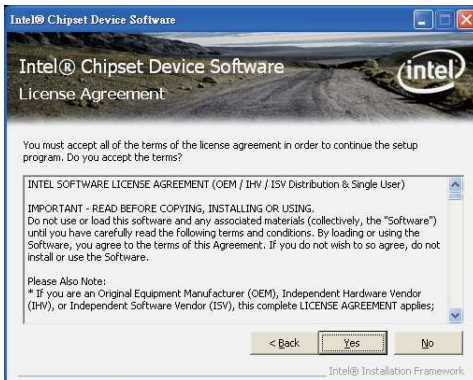 Intel® Chipset Device Software
Intel® Chipset Device Software
License Agreement
intel
You must accept all of the terms of the license agreement in order to continue the setup
program. Do you accept the terms?
INTEL SOFTWARE LICENSE AGREEMENT (OEM / IHV / ISV Distribution & Single User)
IMPORTANT - READ BEFORE COPYING, INSTALLING OR USING.
Do not use or load this software and any associated materials (collectively, the "Software")
until you have carefully read the following terms and conditions. By loading or using the
Software, you agree to the terms of this Agreement. If you do not wish to so agree, do not
install or use the Software.
Please Also Note:
* If you are an Original Equipment Manufacturer (OEM), Independent Hardware Vendor
(IHV), or Independent Software Vendor (ISV), this complete LICENSE AGREEMENT applies;
< Back
Yes
No
Intel® Installation Framework